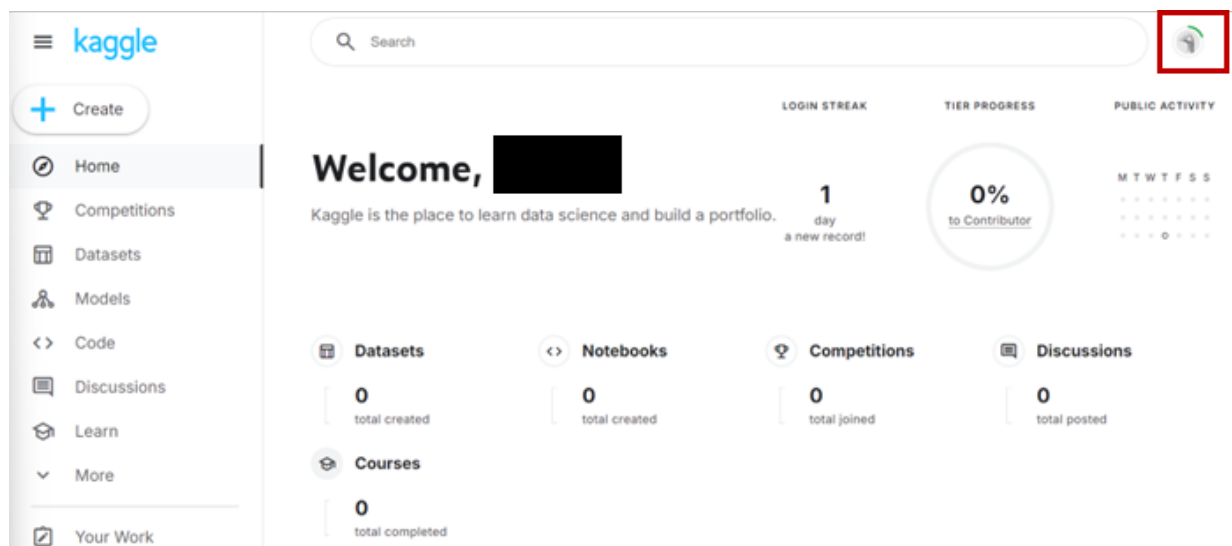 kaggle
Search
Create
LOGIN STREAK
TIER PROGRESS
PUBLIC ACTIVITY
Home
Welcome,
Kaggle is the place to learn data science and build a portfolio.
1
day
a new record!
0%
to Contributor
M T W T F S S
Competitions
Datasets
Models
Code
Discussions
Learn
More
Your Work
Datasets
0
total created
Notebooks
0
total created
Competitions
0
total joined
Discussions
0
total posted
Courses
0
total completed